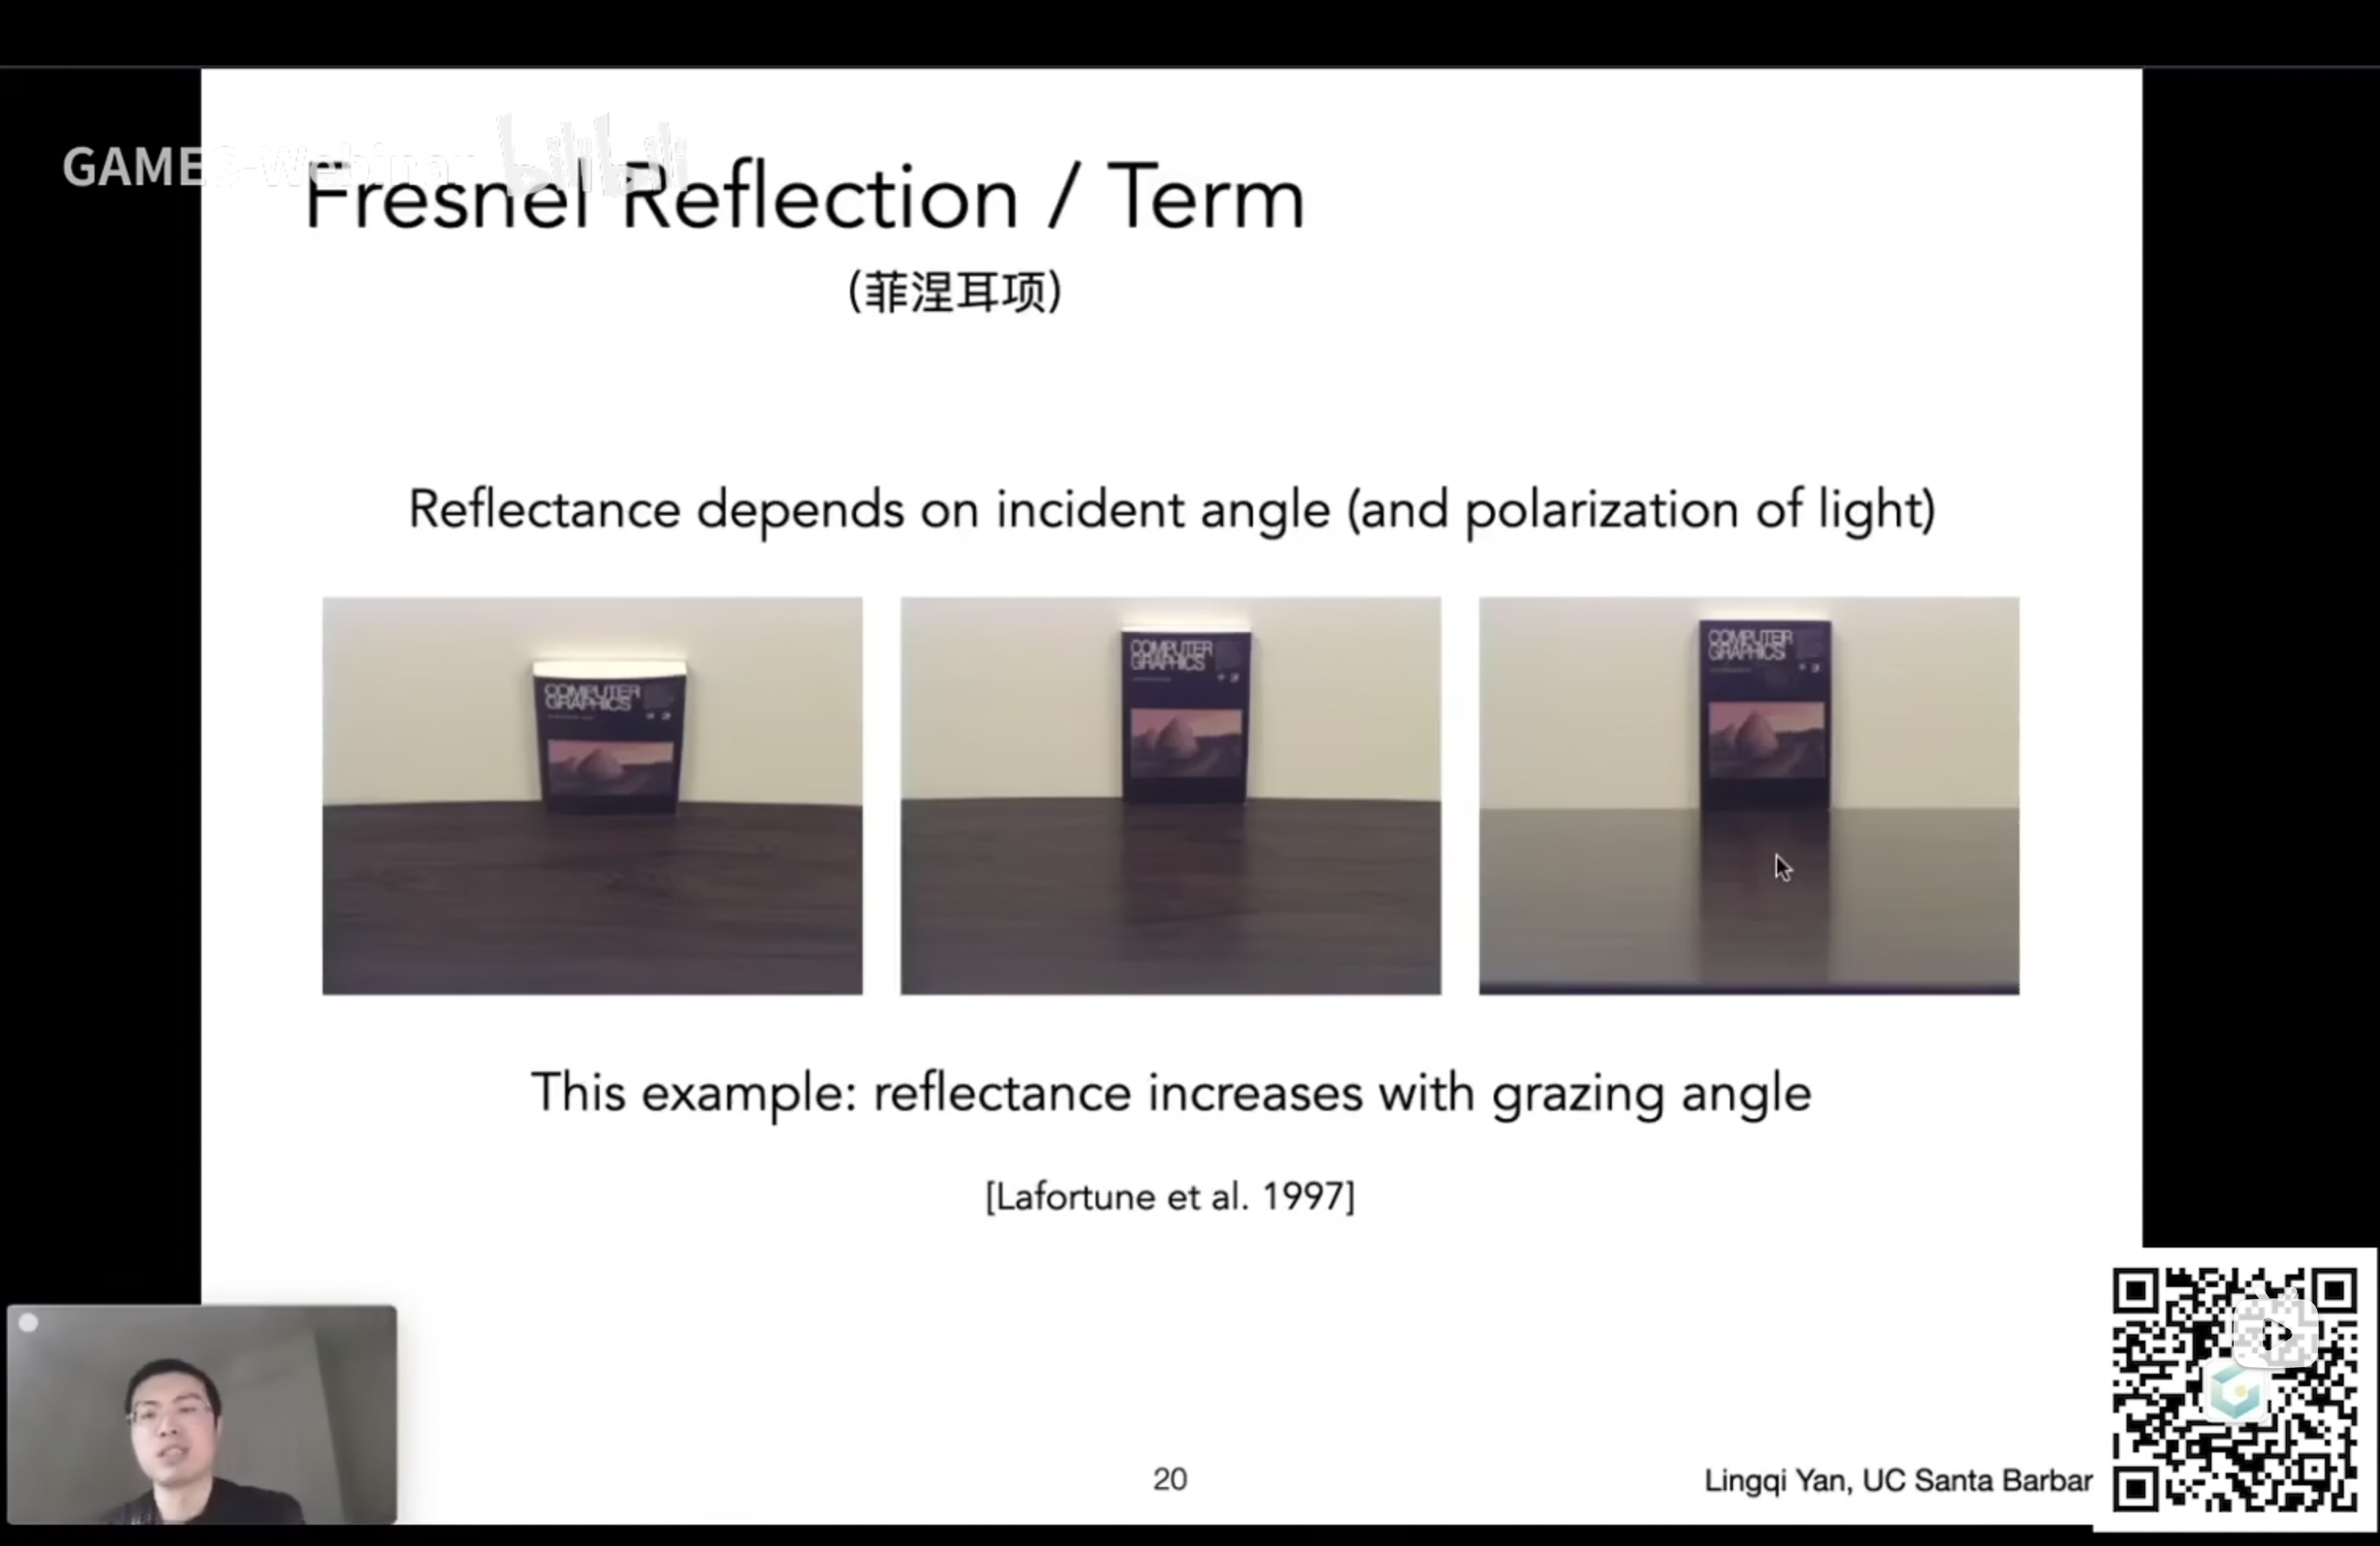 GAMES-Webinar bilibili
Fresnel Reflection / Term
(菲涅耳项)
Reflectance depends on incident angle (and polarization of light)
COMPUTER
GRAPHICS
COMPUTER
GRAPHICS
COMPUTER
GRAPHICS
This example: reflectance increases with grazing angle
[Lafortune et al. 1997]
20
Lingqi Yan, UC Santa Barbar